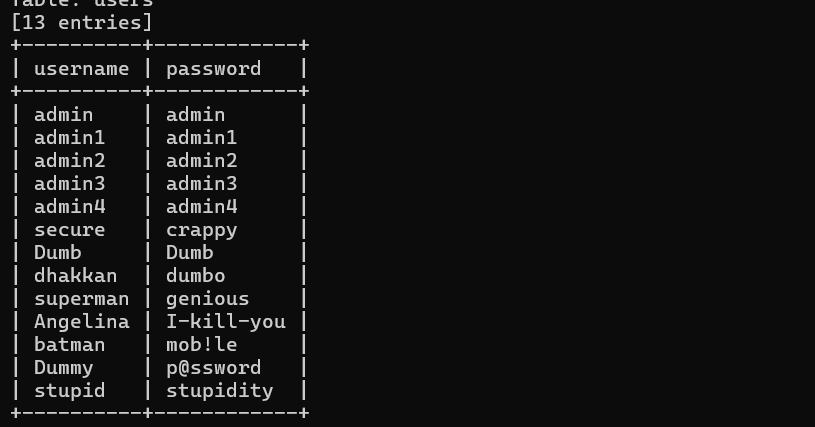 Table: users
[13 entries]
+----------+------------+
| username | password   |
+----------+------------+
| admin    | admin      |
| admin1   | admin1     |
| admin2   | admin2     |
| admin3   | admin3     |
| admin4   | admin4     |
| secure   | crappy     |
| Dumb     | Dumb       |
| dhakkan  | dumbo      |
| superman | genious    |
| Angelina | I-kill-you |
| batman   | mob!le     |
| Dummy    | p@ssword   |
| stupid   | stupidity  |
+----------+------------+